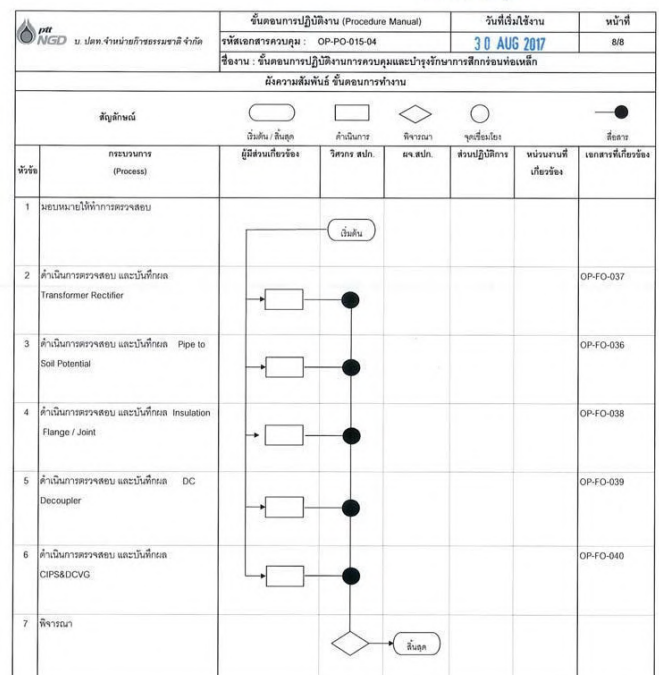 ptt
NGD บ. ปตท.จำหน่ายก๊าซธรรมชาติ จำกัด
ขั้นตอนการปฏิบัติงาน (Procedure Manual)
วันที่เริ่มใช้งาน
หน้าที่
รหัสเอกสารควบคุม : OP-PO-015-04
30 AUG 2017
8/8
ชื่องาน : ขั้นตอนการปฏิบัติงานการควบคุมและบำรุงรักษาการสึกกร่อนท่อเหล็ก
ผังความสัมพันธ์ ขั้นตอนการทำงาน
สัญลักษณ์
เริ่มต้น / สิ้นสุด
ดำเนินการ
พิจารณา
จุดเชื่อมโยง
สื่อสาร
หัวข้อ
กระบวนการ
(Process)
ผู้มีส่วนเกี่ยวข้อง
วิศวกร สปก.
ผจ.สปก.
ส่วนปฏิบัติการ
หน่วยงานที่
เกี่ยวข้อง
เอกสารที่เกี่ยวข้อง
1 มอบหมายให้ทำการตรวจสอบ
เริ่มต้น
2 ดำเนินการตรวจสอบ และบันทึกผล
Transformer Rectifier
OP-FO-037
3 ดำเนินการตรวจสอบ และบันทึกผล Pipe to
Soil Potential
OP-FO-036
4 ดำเนินการตรวจสอบ และบันทึกผล Insulation
Flange / Joint
OP-FO-038
5 ดำเนินการตรวจสอบ และบันทึกผล DC
Decoupler
OP-FO-039
6 ดำเนินการตรวจสอบ และบันทึกผล
CIPS&DCVG
OP-FO-040
7 พิจารณา
สิ้นสุด